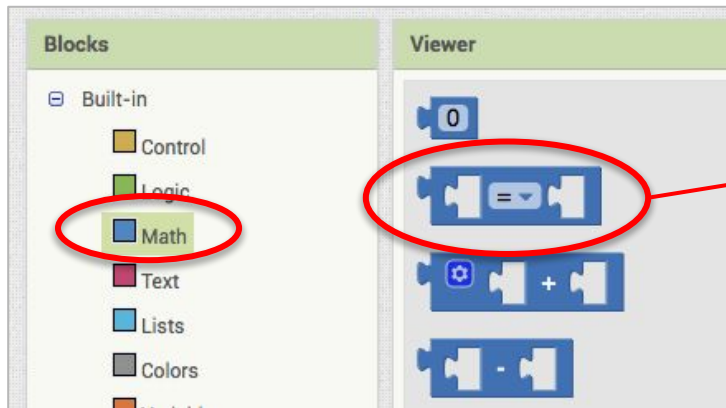 Blocks
Viewer
Built-in
Control
Logic
Math
Text
Lists
Colors
0
=
+
-